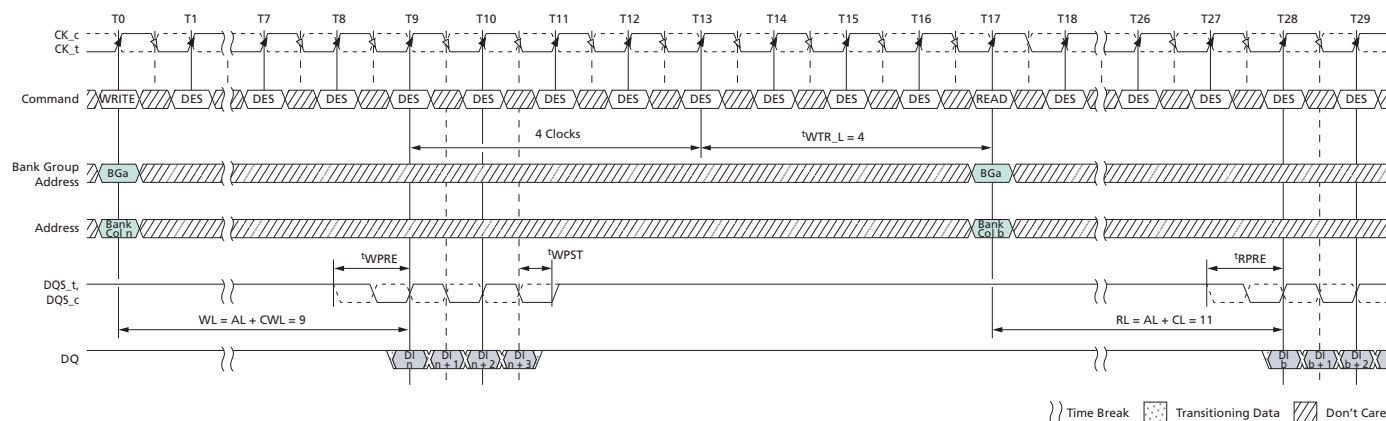 T0 T1 T7 T8 T9 T10 T11 T12 T13 T14 T15 T16 T17 T18 T26 T27 T28 T29
CK_c
CK_t
Command WRITE DES DES DES DES DES DES DES DES DES DES DES READ DES DES DES DES DES
4 Clocks tWTR_L = 4
Bank Group
Address BGa BGa
Address Bank
Col n Bank
Col b
tWPRE tWPST tRPRE
DQS_t,
DQS_c
WL = AL + CWL = 9 RL = AL + CL = 11
DQ DI
n DI
n + 1 DI
n + 2 DI
n + 3 DI
b DI
b + 1 DI
b + 2
Time Break Transitioning Data Don't Care